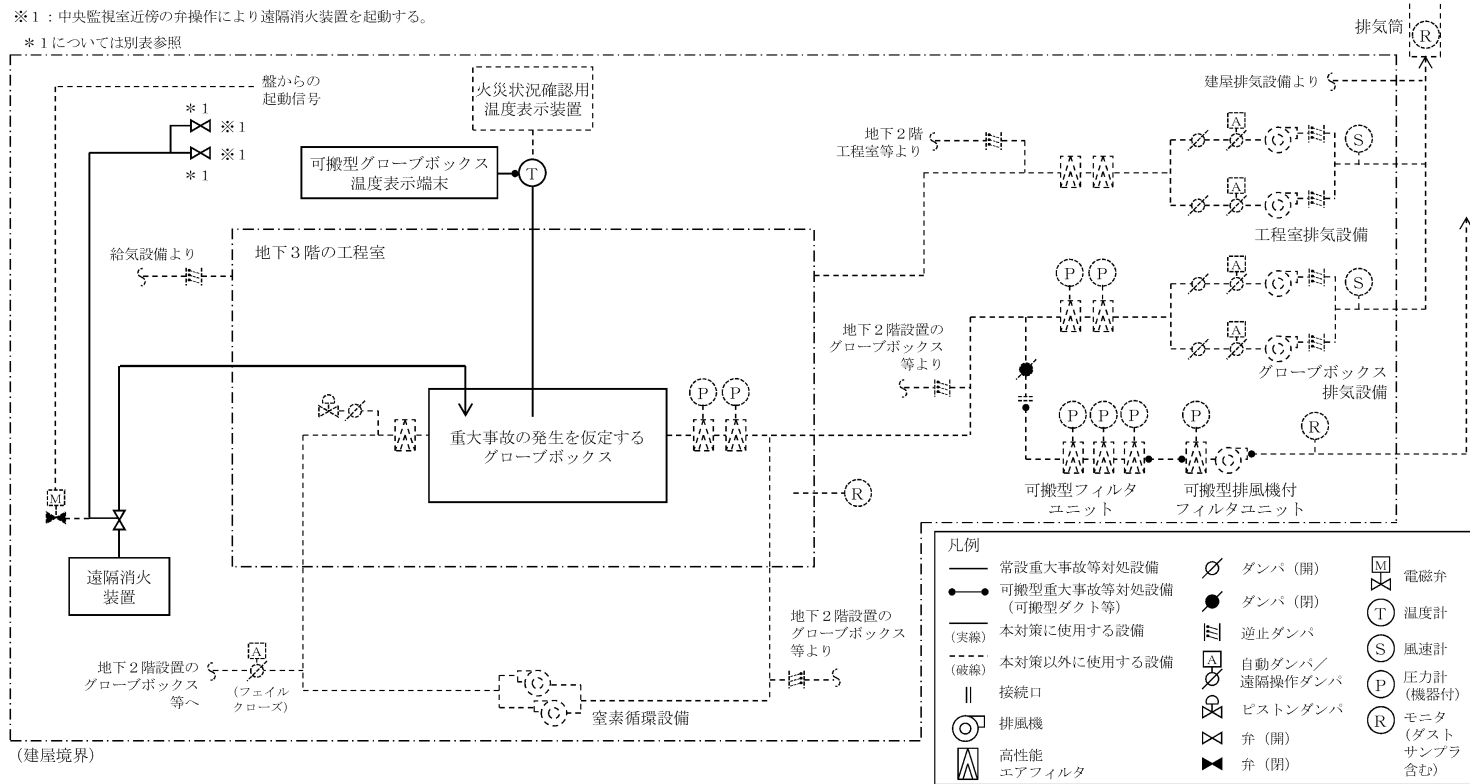 ※1：中央監視室近傍の弁操作により遠隔消火装置を起動する。
＊1については別表参照
排気筒
R
盤からの
起動信号
火災状況確認用
温度表示装置
建屋排気設備より
＊1
※1
※1
＊1
可搬型グローブボックス
温度表示端末
T
地下2階
工程室等より
A
S
A
工程室排気設備
給気設備より
地下3階の工程室
P
P
A
S
A
グローブボックス
排気設備
地下2階設置の
グローブボックス
等より
P
P
重大事故の発生を仮定する
グローブボックス
P
P
P
P
R
可搬型フィルタ
ユニット
可搬型排風機付
フィルタユニット
R
M
遠隔消火
装置
地下2階設置の
グローブボックス
等へ
A
(フェイル
クローズ)
窒素循環設備
地下2階設置の
グローブボックス
等より
(建屋境界)
凡例
常設重大事故等対処設備
可搬型重大事故等対処設備
(可搬型ダクト等)
(実線) 本対策に使用する設備
(破線) 本対策以外に使用する設備
接続口
排風機
高性能
エアフィルタ
ダンパ（開）
ダンパ（閉）
逆止ダンパ
A
自動ダンパ／
遠隔操作ダンパ
ピストンダンパ
弁（開）
弁（閉）
M 電磁弁
T 温度計
S 風速計
P 圧力計
(機器付)
R モニタ
(ダスト
サンプラ
含む)